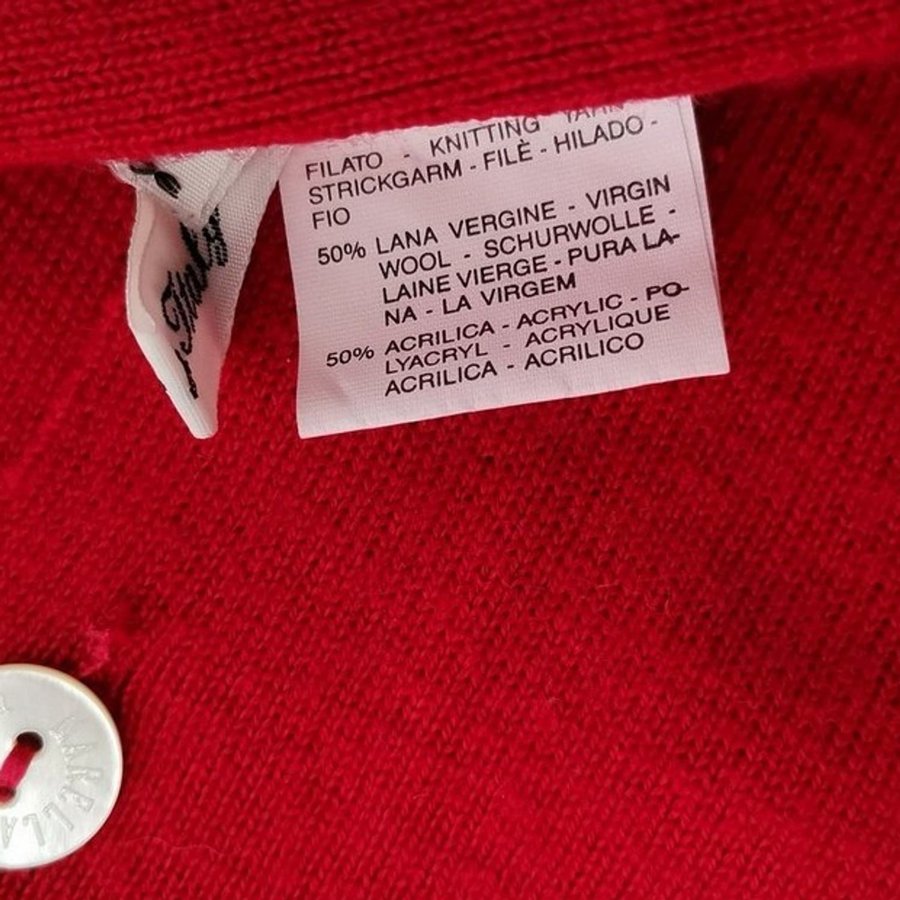 FILATO - KNITTING YARN
STRICKGARM - FILÈ - HILADO -
FIO
50% LANA VERGINE - VIRGIN
WOOL - SCHURWOLLE -
LAINE VIERGE - PURA LA-
NA - LA VIRGEM
50% ACRILICA - ACRYLIC - PO-
LYACRYL - ACRYLIQUE
ACRILICA - ACRILICO
MARELLA